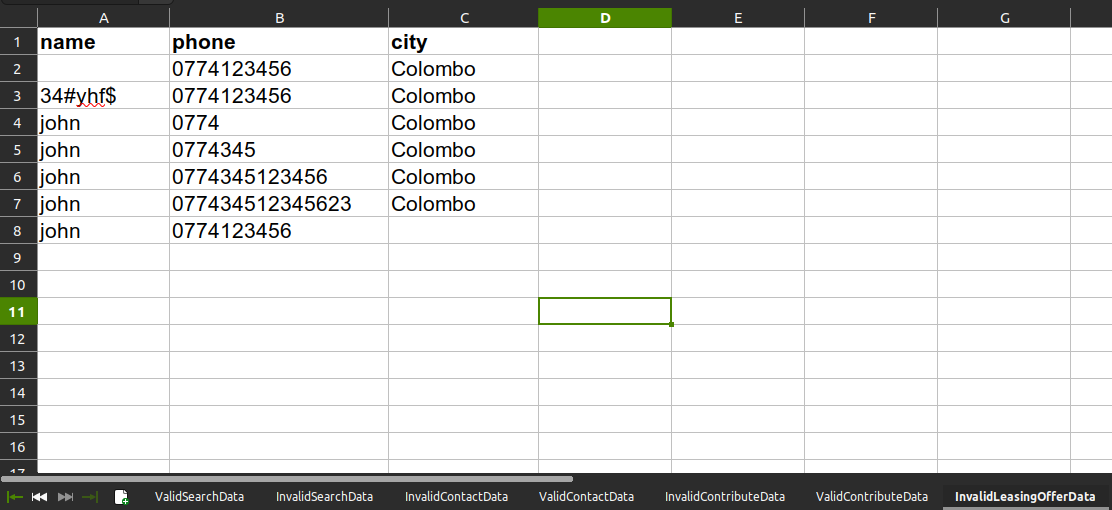 A B C D E F G
1 name phone city
2 0774123456 Colombo
3 34#yhf$ 0774123456 Colombo
4 john 0774 Colombo
5 john 0774345 Colombo
6 john 0774345123456 Colombo
7 john 077434512345623 Colombo
8 john 0774123456
9
10
11
12
13
14
15
16
17
ValidSearchData InvalidSearchData InvalidContactData ValidContactData InvalidContributeData ValidContributeData InvalidLeasingOfferData